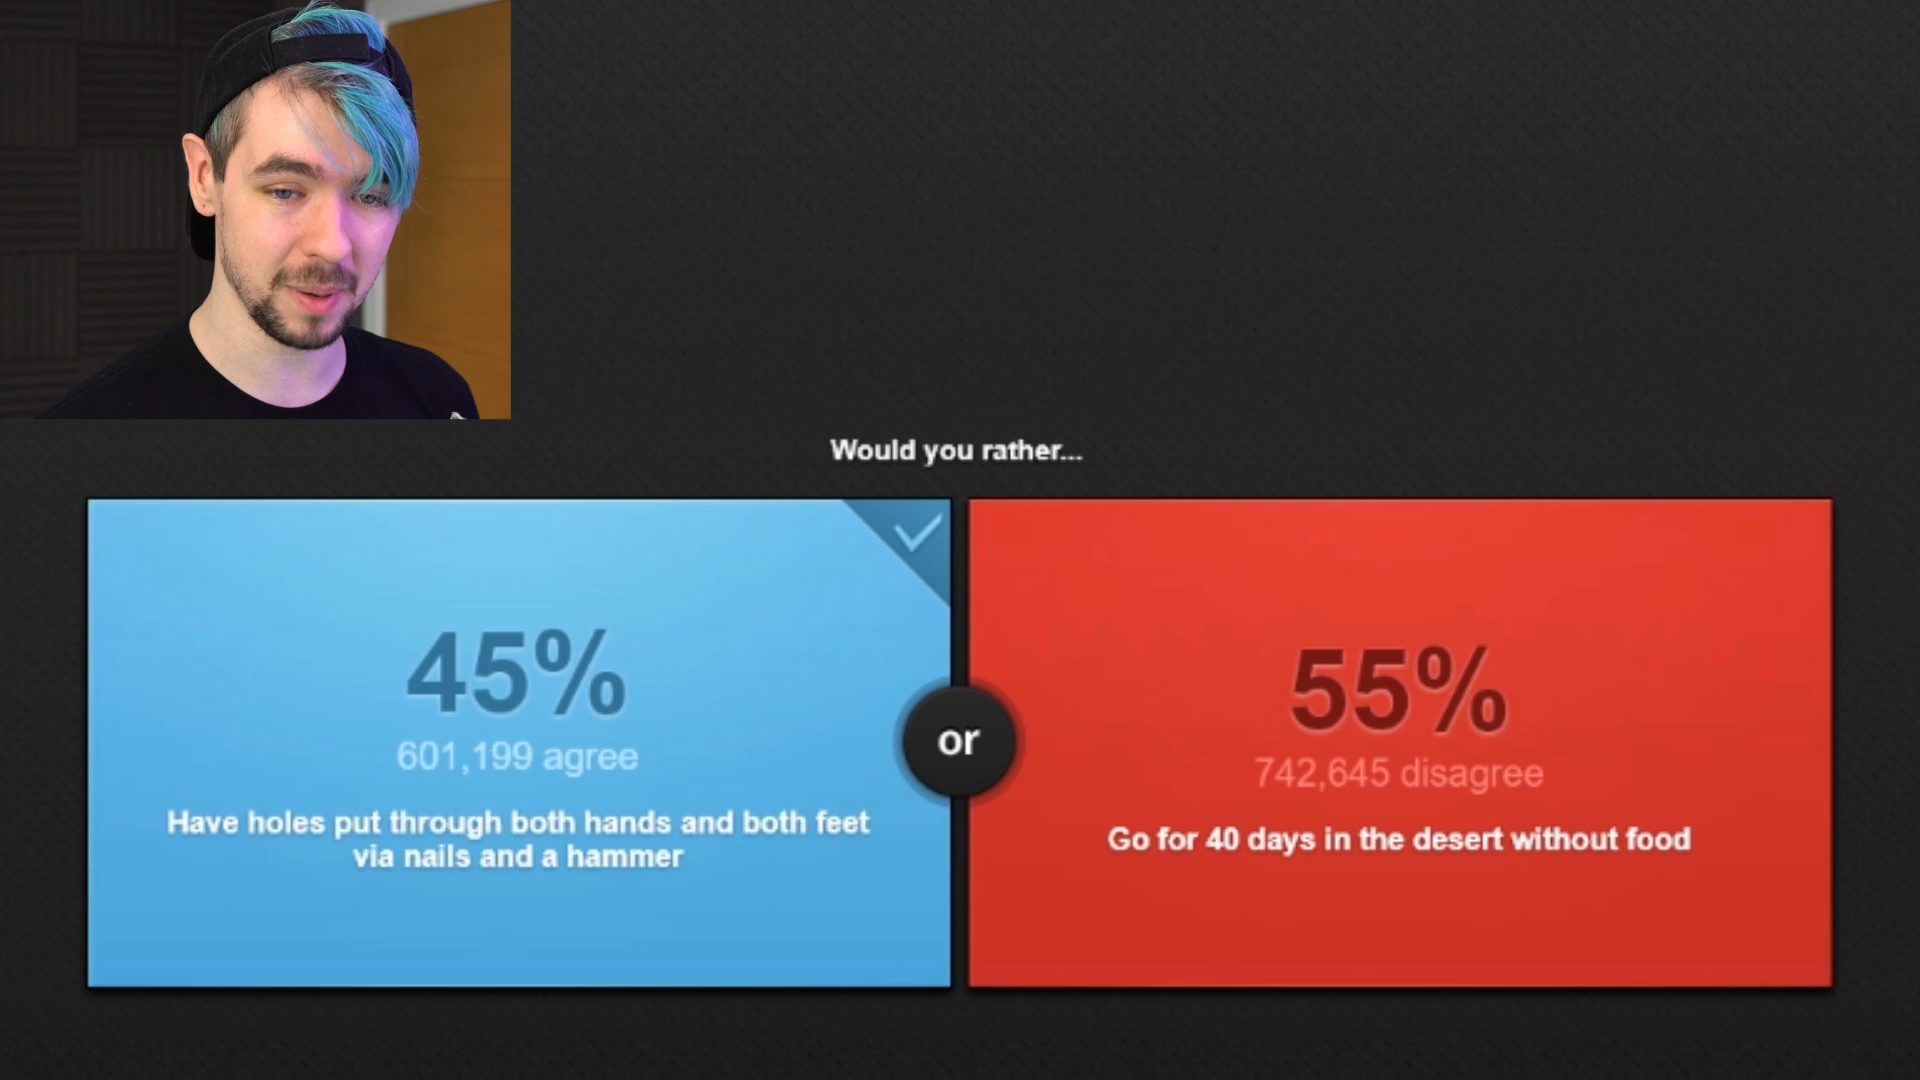 Would you rather...
45%
601,199 agree
Have holes put through both hands and both feet
via nails and a hammer
or
55%
742,645 disagree
Go for 40 days in the desert without food